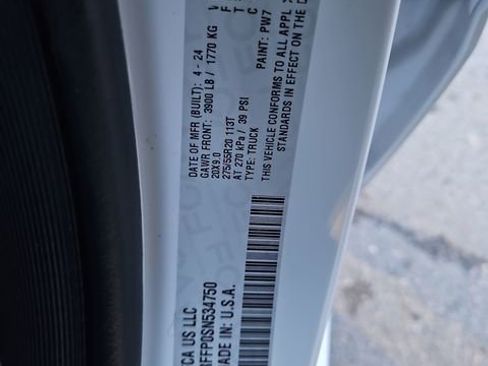 DATE OF MFR (BUILT): 4 - 24
GAWR FRONT: 3900 LB / 1770 KG
20X9.0
275/55R20 113T
AT 270 kPa / 39 PSI
TYPE: TRUCK
THIS VEHICLE CONFORMS TO ALL APPL
STANDARDS IN EFFECT ON THE D
PAINT: PW7
CA US LLC
FFP0SN534750
ADE IN: U.S.A.